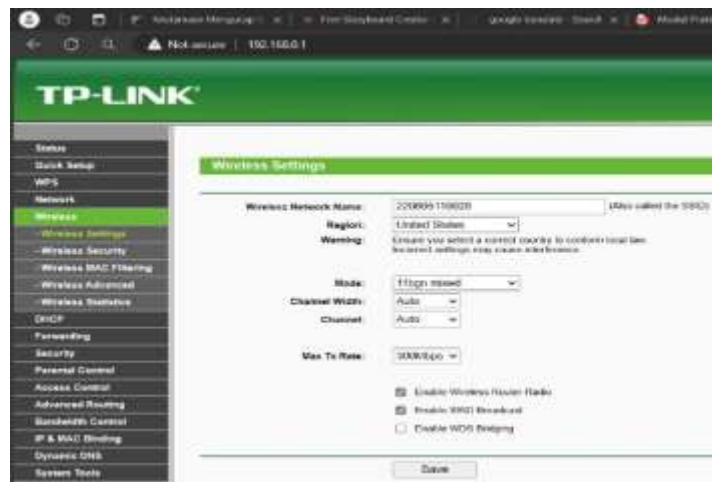 Not secure | 192.168.0.1
TP-LINK
Status
Quick Setup
WPS
Network
Wireless
- Wireless Settings
- Wireless Security
- Wireless MAC Filtering
- Wireless Advanced
- Wireless Statistics
DHCP
Forwarding
Security
Parental Control
Access Control
Advanced Routing
Bandwidth Control
IP & MAC Binding
Dynamic DNS
System Tools
Wireless Settings
Wireless Network Name: (Also called the SSID)
Region: United States
Warning: Ensure you select a correct country to conform local law.
Incorrect settings may cause interference.
Mode: 11bgn mixed
Channel Width: Auto
Channel: Auto
Max Tx Rate: 300Mbps
Enable Wireless Router Radio
Enable SSID Broadcast
Enable WDS Bridging
Save